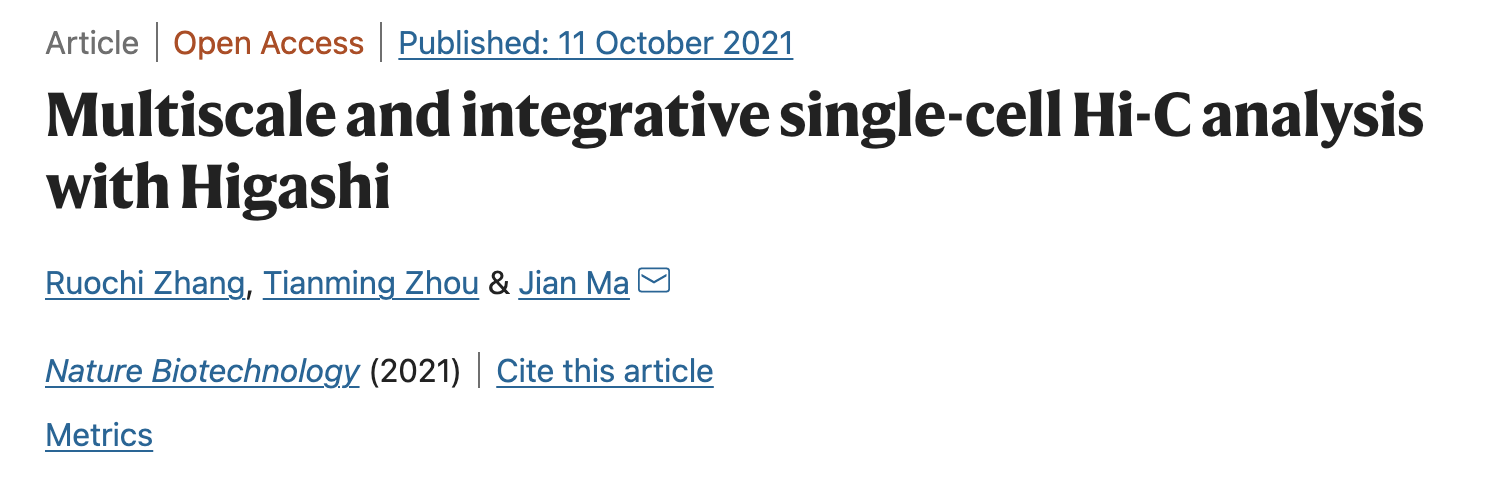 Article | Open Access | Published: 11 October 2021
Multiscale and integrative single-cell Hi-C analysis
with Higashi
Ruochi Zhang, Tianming Zhou & Jian Ma
Nature Biotechnology (2021) | Cite this article
Metrics